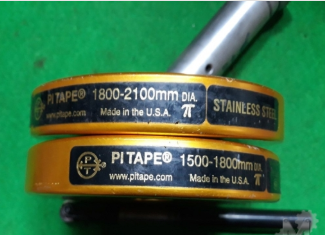 PI TAPE® 1800-2100mm DIA.
www.pitape.com Made in the U.S.A. π
STAINLESS STEEL
P T
PI TAPE® 1500-1800mm DIA.
www.pitape.com Made in the U.S.A. π